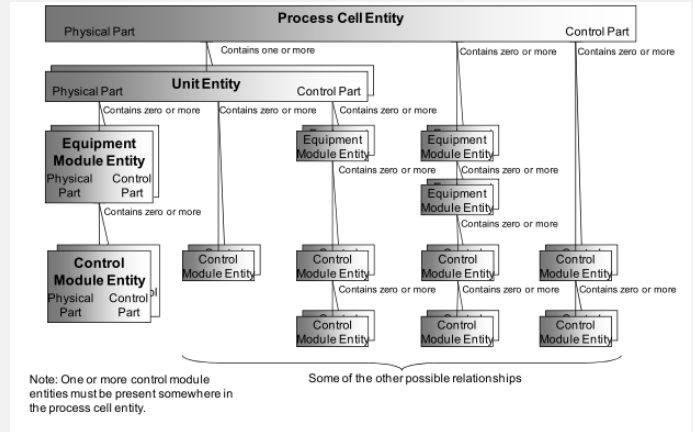 Process Cell Entity
Physical Part
Control Part
Contains one or more
Contains zero or more
Contains zero or more
Unit Entity
Physical Part
Control Part
Contains zero or more
Contains zero or more
Contains zero or more
Equipment
Module Entity
Physical
Part
Control
Part
Equipment
Module Entity
Equipment
Module Entity
Contains zero or more
Contains zero or more
Equipment
Module Entity
Contains zero or more
Contains zero or more
Control
Module Entity
Physical
Part
Control
Part
Control
Module Entity
Control
Module Entity
Control
Module Entity
Control
Module Entity
Contains zero or more
Contains zero or more
Contains zero or more
Control
Module Entity
Control
Module Entity
Control
Module Entity
Note: One or more control module
entities must be present somewhere in
the process cell entity.
Some of the other possible relationships